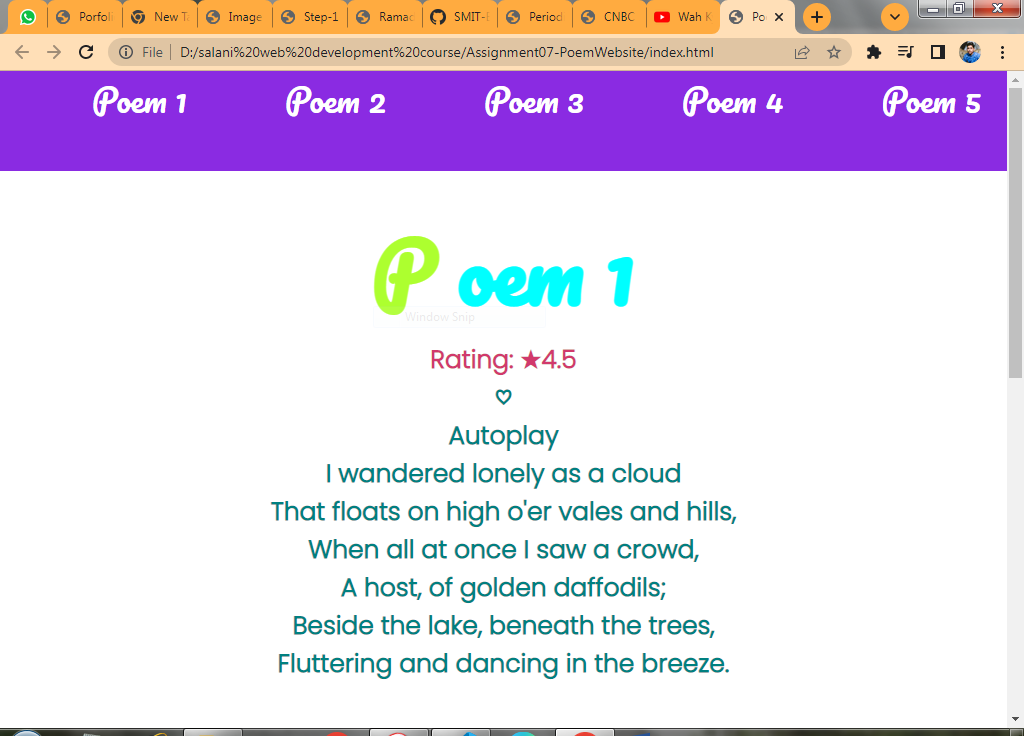 Porfoli
New Ta
Image
Step-1
Ramac
SMIT-B
Period
CNBC
Wah K
Po
File
D:/salani%20web%20development%20course/Assignment07-PoemWebsite/index.html
Poem 1 Poem 2 Poem 3 Poem 4 Poem 5
P oem 1
Window Snip
Rating: ★4.5
♡
Autoplay
I wandered lonely as a cloud
That floats on high o'er vales and hills,
When all at once I saw a crowd,
A host, of golden daffodils;
Beside the lake, beneath the trees,
Fluttering and dancing in the breeze.